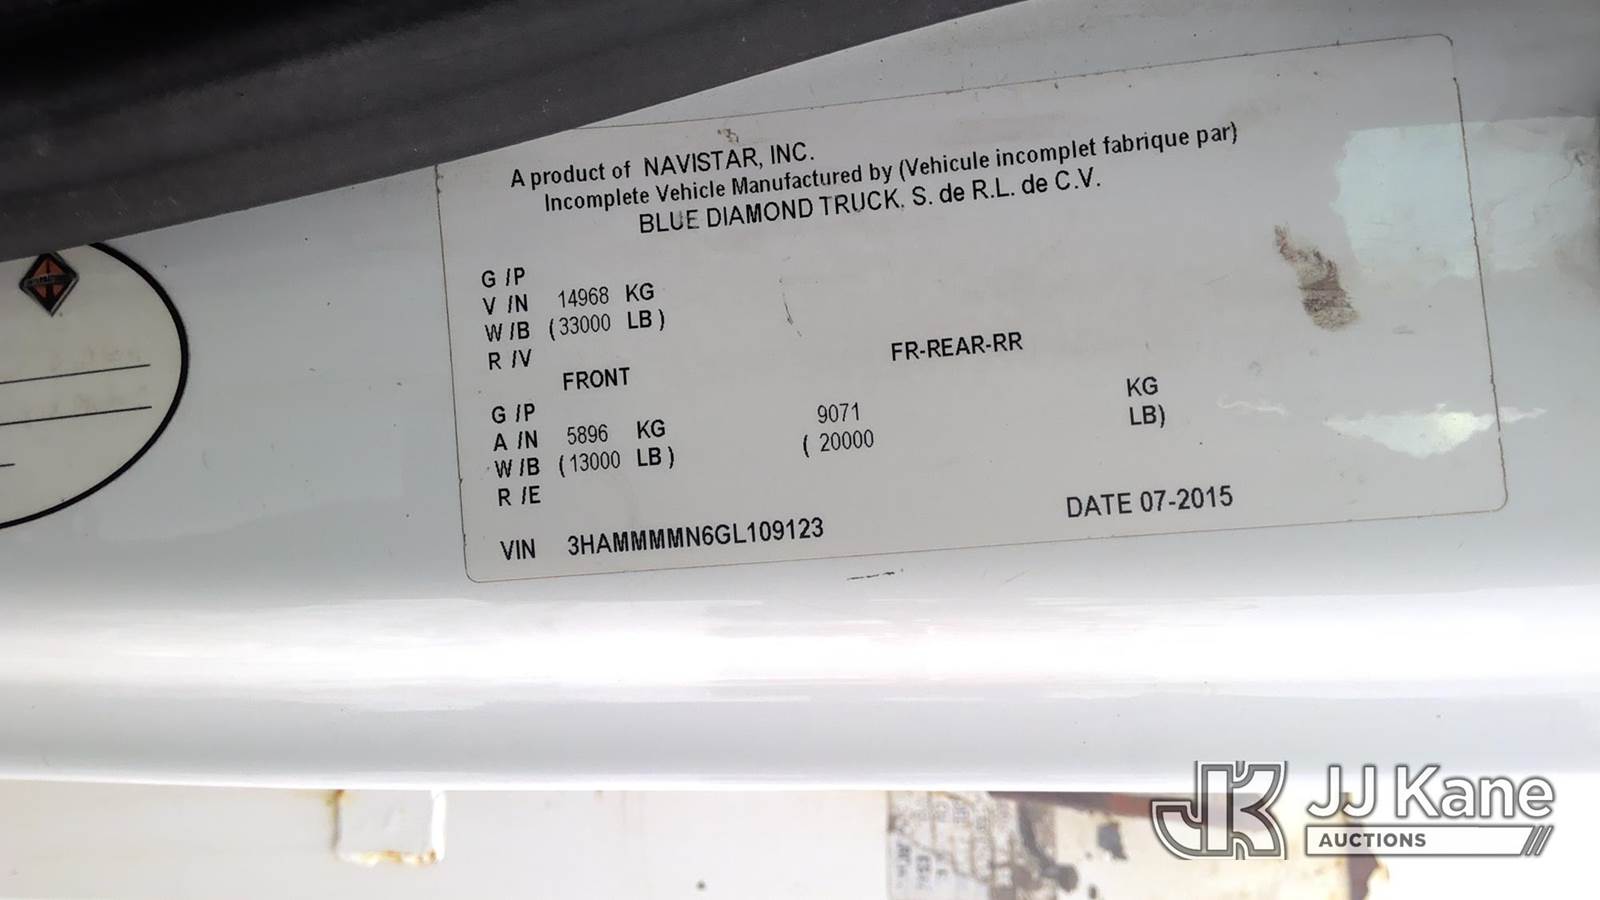 A product of NAVISTAR, INC.
Incomplete Vehicle Manufactured by (Vehicule incomplet fabrique par)
BLUE DIAMOND TRUCK, S. de R.L. de C.V.
G /P
V /N 14968 KG
W /B (33000 LB)
R /V
FRONT FR-REAR-RR
G /P
A /N 5896 KG 9071 KG
W /B (13000 LB) (20000 LB)
R /E
VIN 3HAMMMMN6GL109123 DATE 07-2015
JJ Kane
AUCTIONS